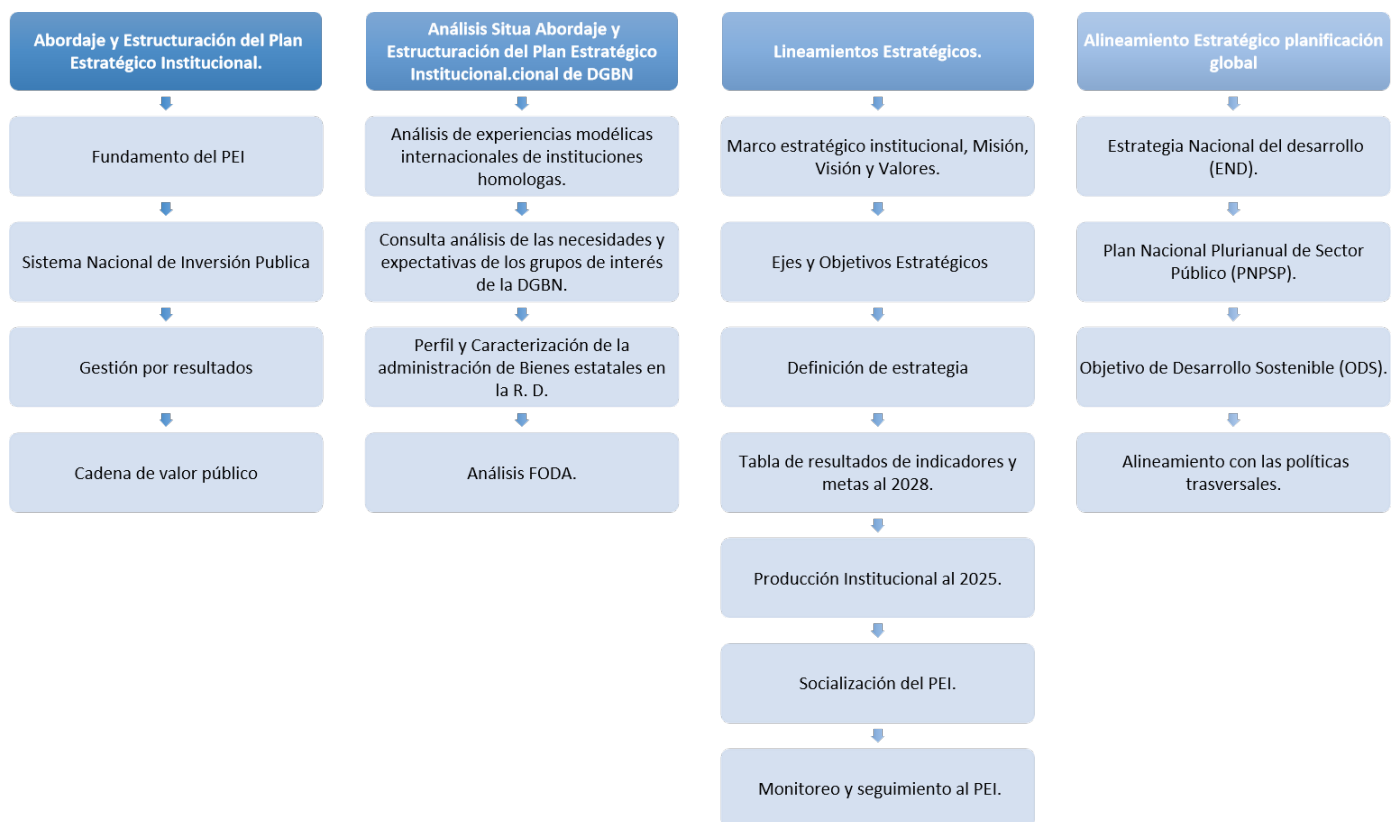 Abordaje y Estructuración del Plan
Estratégico Institucional.
Fundamento del PEI
Sistema Nacional de Inversión Publica
Gestión por resultados
Cadena de valor público
Análisis Situa Abordaje y
Estructuración del Plan Estratégico
Institucional.cional de DGBN
Análisis de experiencias modélicas
internacionales de instituciones
homologas.
Consulta análisis de las necesidades y
expectativas de los grupos de interés
de la DGBN.
Perfil y Caracterización de la
administración de Bienes estatales en
la R. D.
Análisis FODA.
Lineamientos Estratégicos.
Marco estratégico institucional, Misión,
Visión y Valores.
Ejes y Objetivos Estratégicos
Definición de estrategia
Tabla de resultados de indicadores y
metas al 2028.
Producción Institucional al 2025.
Socialización del PEI.
Monitoreo y seguimiento al PEI.
Alineamiento Estratégico planificación
global
Estrategia Nacional del desarrollo
(END).
Plan Nacional Plurianual de Sector
Público (PNPSP).
Objetivo de Desarrollo Sostenible (ODS).
Alineamiento con las políticas
trasversales.